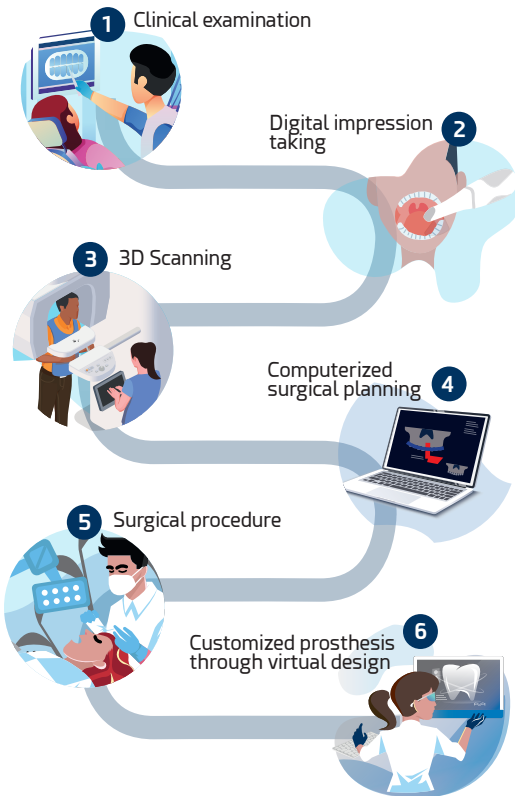 1
Clinical examination
Digital impression
taking
2
3
3D Scanning
Computerized
surgical planning
4
5
Surgical procedure
Customized prosthesis
through virtual design
6